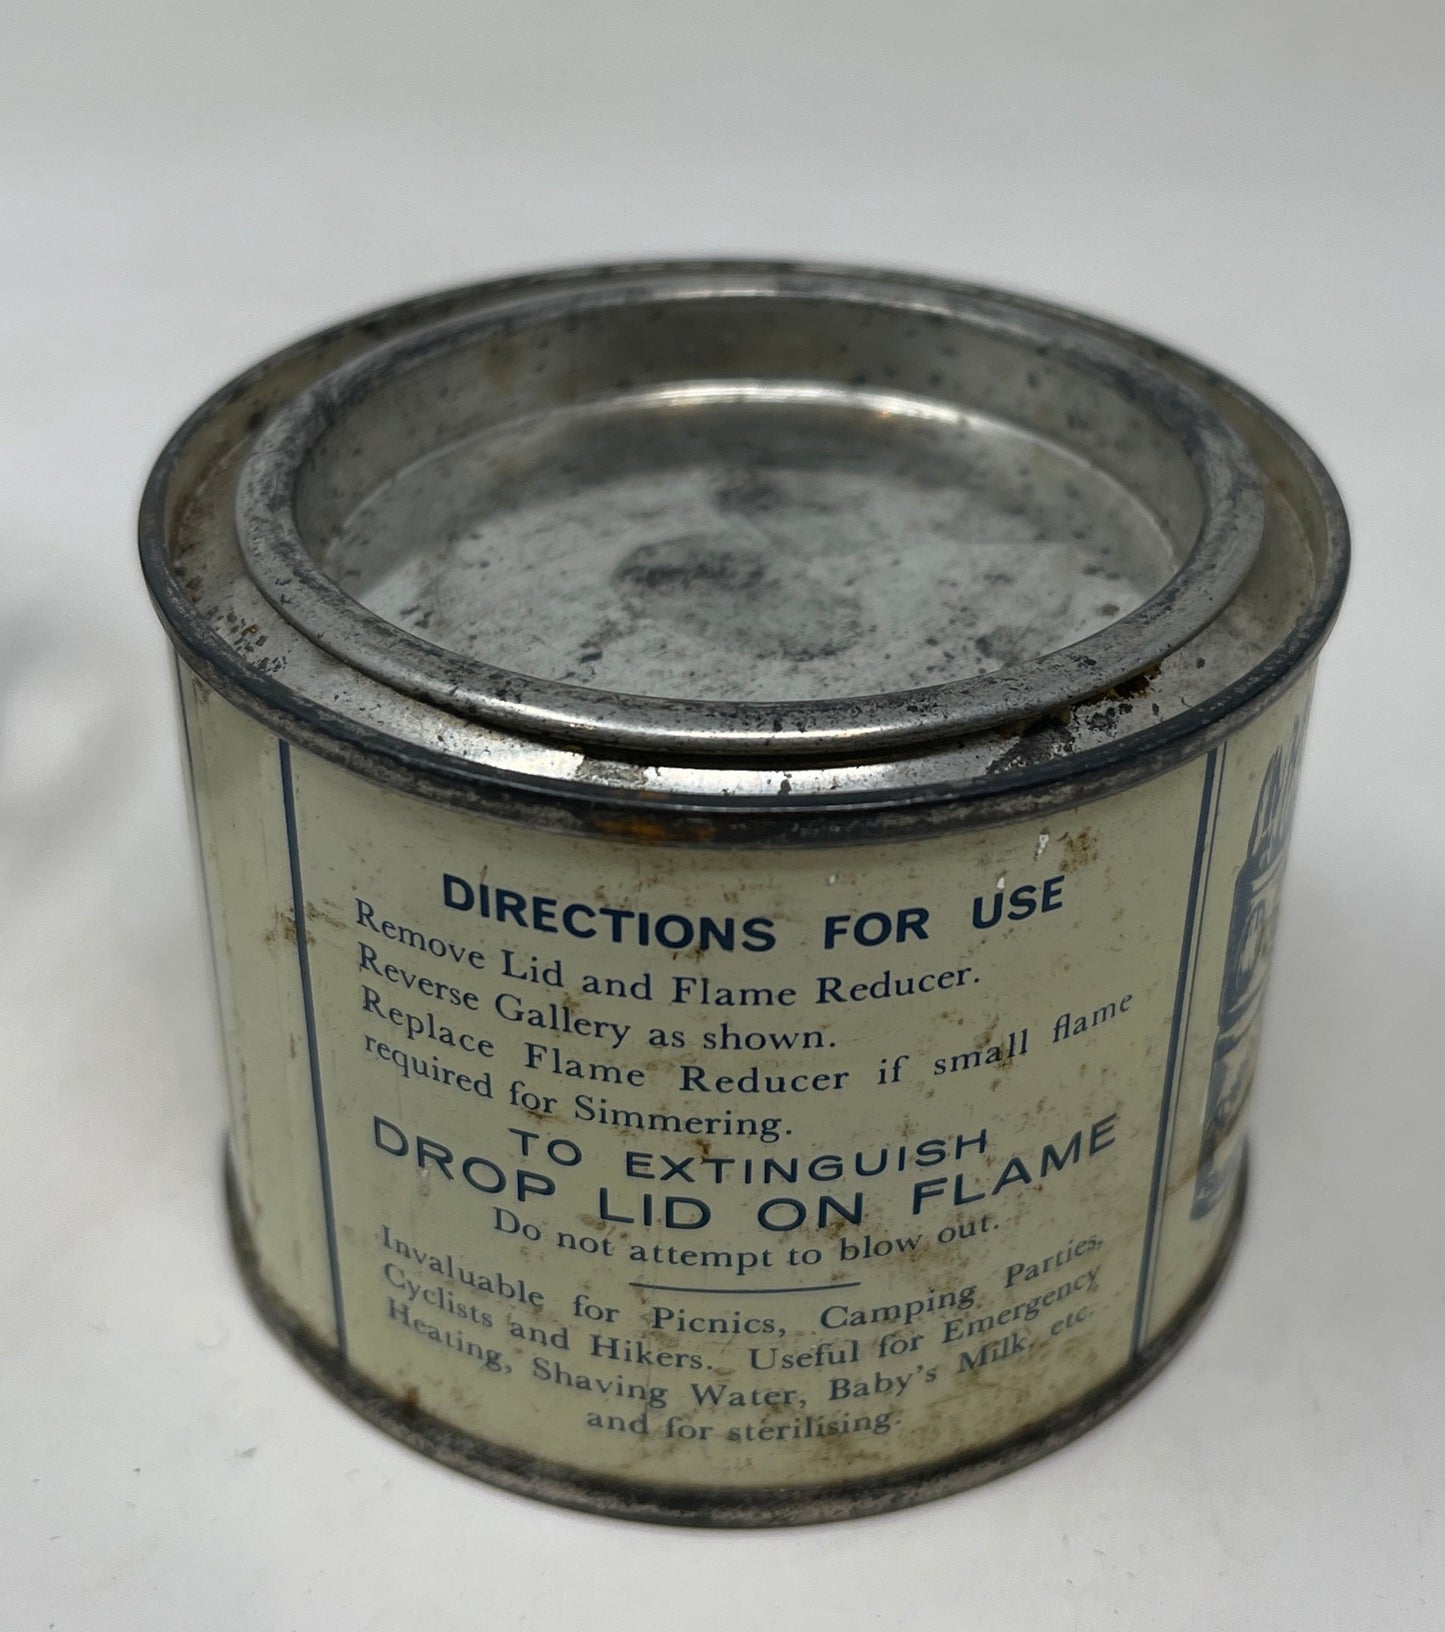 DIRECTIONS FOR USE
Remove Lid and Flame Reducer.
Reverse Gallery as shown.
Replace Flame Reducer if small flame
required for Simmering.
TO EXTINGUISH
DROP LID ON FLAME
Do not attempt to blow out.
Invaluable for Picnics, Camping Parties,
Cyclists and Hikers. Useful for Emergency
Heating, Shaving Water, Baby's Milk, etc.
and for sterilising.